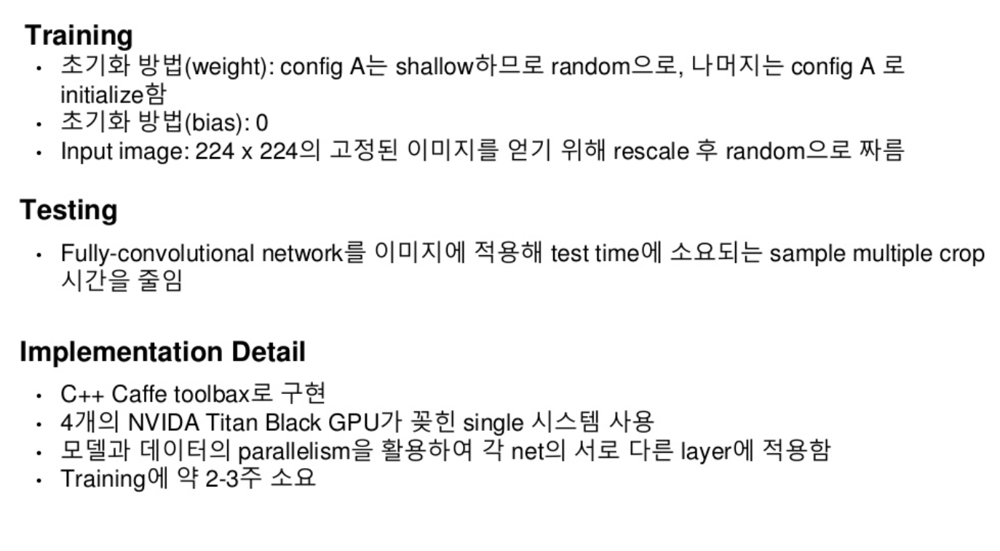 Training
• 초기화 방법(weight): config A는 shallow하므로 random으로, 나머지는 config A 로
initialize함
• 초기화 방법(bias): 0
• Input image: 224 x 224의 고정된 이미지를 얻기 위해 rescale 후 random으로 짜름
Testing
• Fully-convolutional network를 이미지에 적용해 test time에 소요되는 sample multiple crop
시간을 줄임
Implementation Detail
• C++ Caffe toolbax로 구현
• 4개의 NVIDA Titan Black GPU가 꽂힌 single 시스템 사용
• 모델과 데이터의 parallelism을 활용하여 각 net의 서로 다른 layer에 적용함
• Training에 약 2-3주 소요